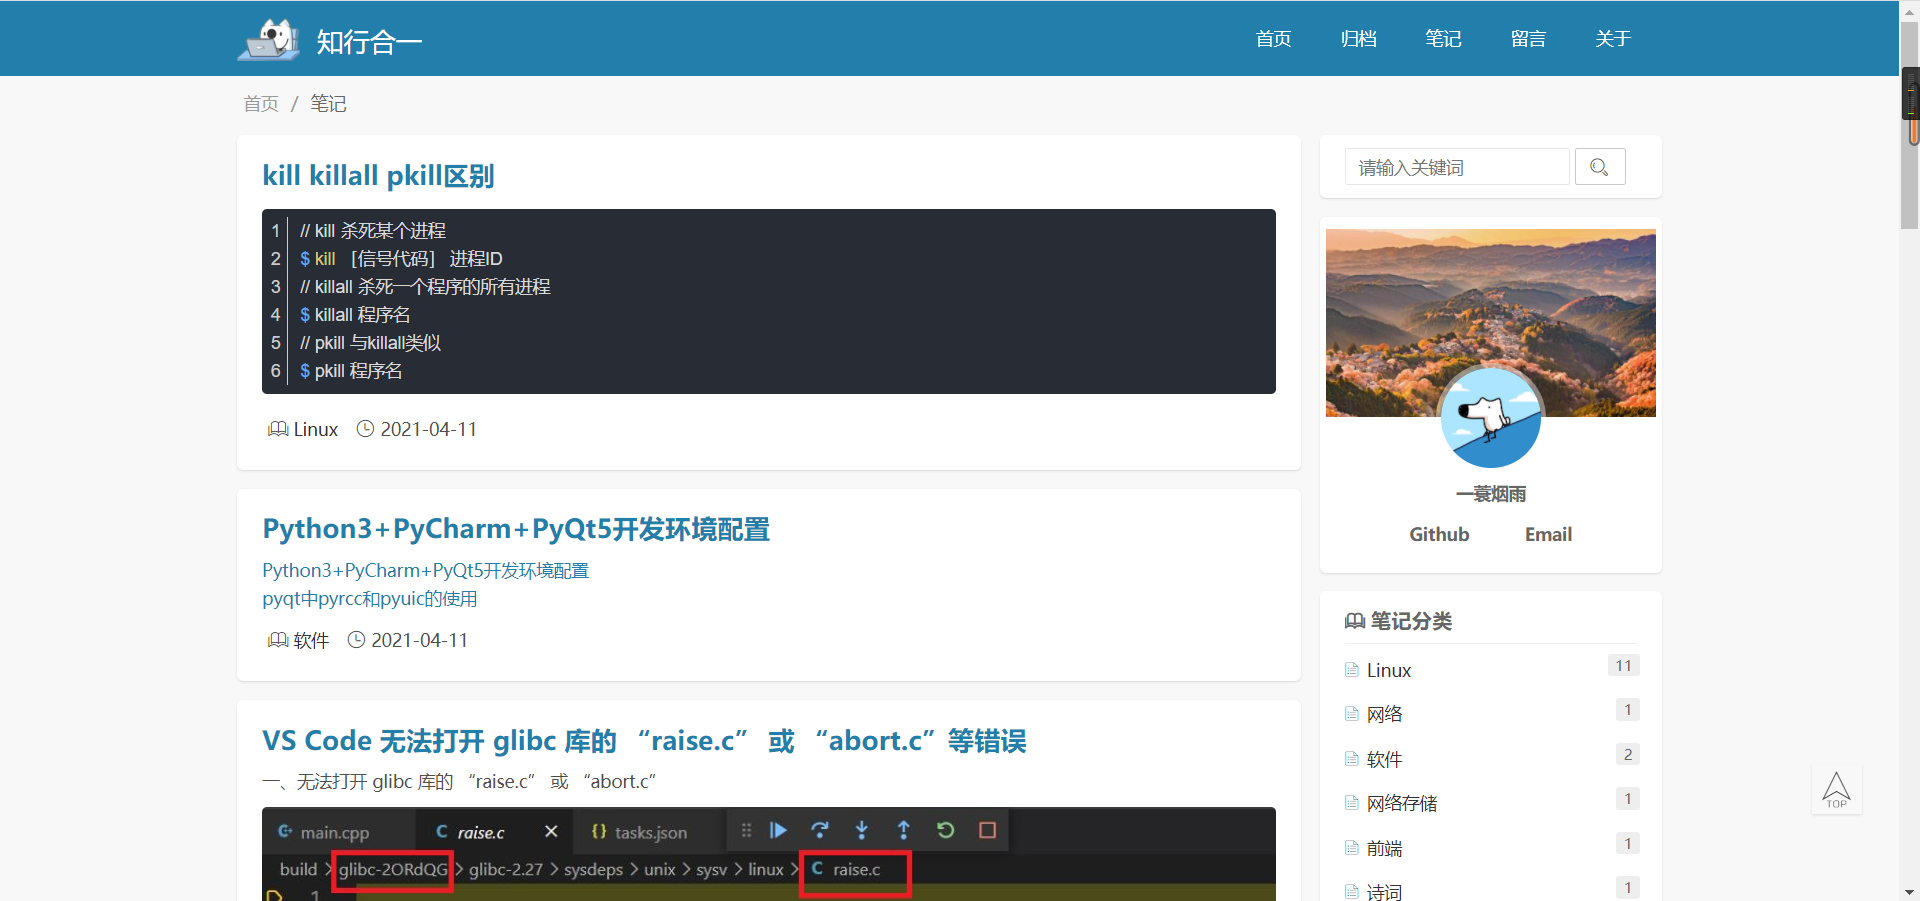 知行合一
首页 归档 笔记 留言 关于
首页 / 笔记
kill killall pkill区别
1 // kill 杀死某个进程
2 $ kill [信号代码] 进程ID
3 // killall 杀死一个程序的所有进程
4 $ killall 程序名
5 // pkill 与killall类似
6 $ pkill 程序名
Linux 2021-04-11
Python3+PyCharm+PyQt5开发环境配置
Python3+PyCharm+PyQt5开发环境配置
pyqt中pyrcc和pyuic的使用
软件 2021-04-11
VS Code 无法打开 glibc 库的 “raise.c” 或 “abort.c”等错误
一、无法打开 glibc 库的 “raise.c” 或 “abort.c”
main.cpp C raise.c {} tasks.json
build > glibc-2ORdQG > glibc-2.27 > sysdeps > unix > sysv > linux > C raise.c
1
请输入关键词
一蓑烟雨
Github Email
笔记分类
Linux 11
网络 1
软件 2
网络存储 1
前端 1
诗词 1
TOP